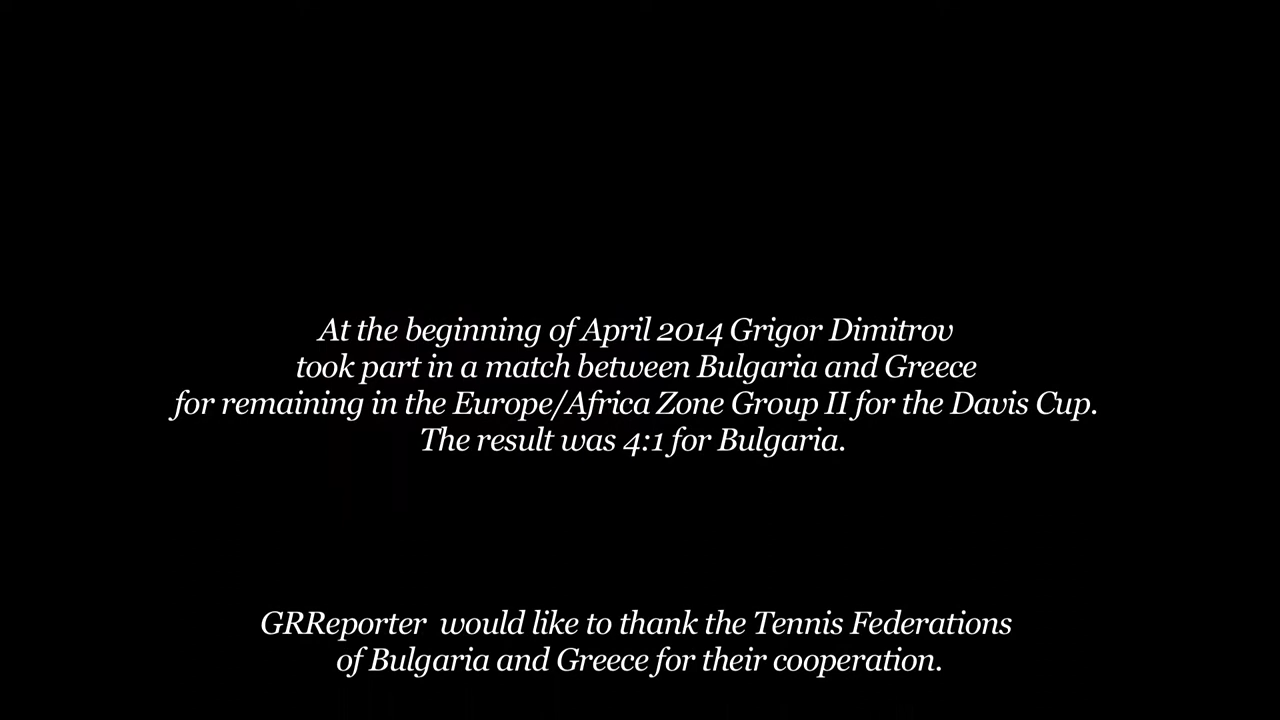 At the beginning of April 2014 Grigor Dimitrov
took part in a match between Bulgaria and Greece
for remaining in the Europe/Africa Zone Group II for the Davis Cup.
The result was 4:1 for Bulgaria.
GRReporter would like to thank the Tennis Federations
of Bulgaria and Greece for their cooperation.